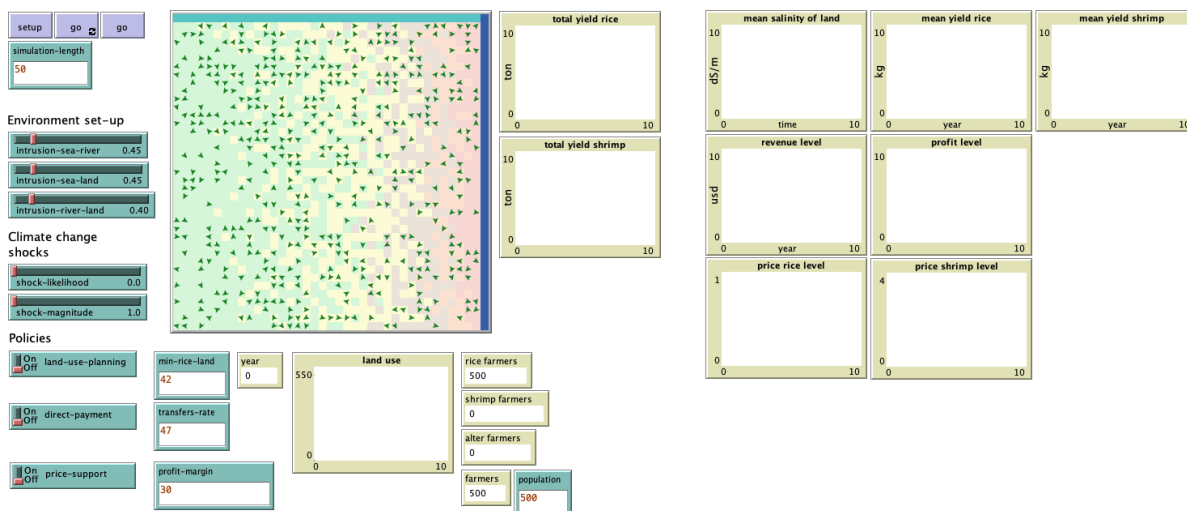 setup
go
go
simulation-length
50
Environment set-up
intrusion-sea-river 0.45
intrusion-sea-land 0.45
intrusion-river-land 0.40
Climate change
shocks
shock-likelihood 0.0
shock-magnitude 1.0
Policies
On
Off
land-use-planning
On
Off
direct-payment
On
Off
price-support
min-rice-land
42
transfers-rate
47
profit-margin
30
year
0
land use
550
0
0 10
rice farmers
500
shrimp farmers
0
alter farmers
0
farmers
500
population
500
total yield rice
10
ton
0
0 10
total yield shrimp
10
ton
0
0 10
mean salinity of land
10
dS/m
0
0 time 10
mean yield rice
10
kg
0
0 year 10
mean yield shrimp
10
kg
0
0 year 10
revenue level
10
usd
0
0 year 10
profit level
10
0
0 10
price rice level
1
0
0 10
price shrimp level
4
0
0 10